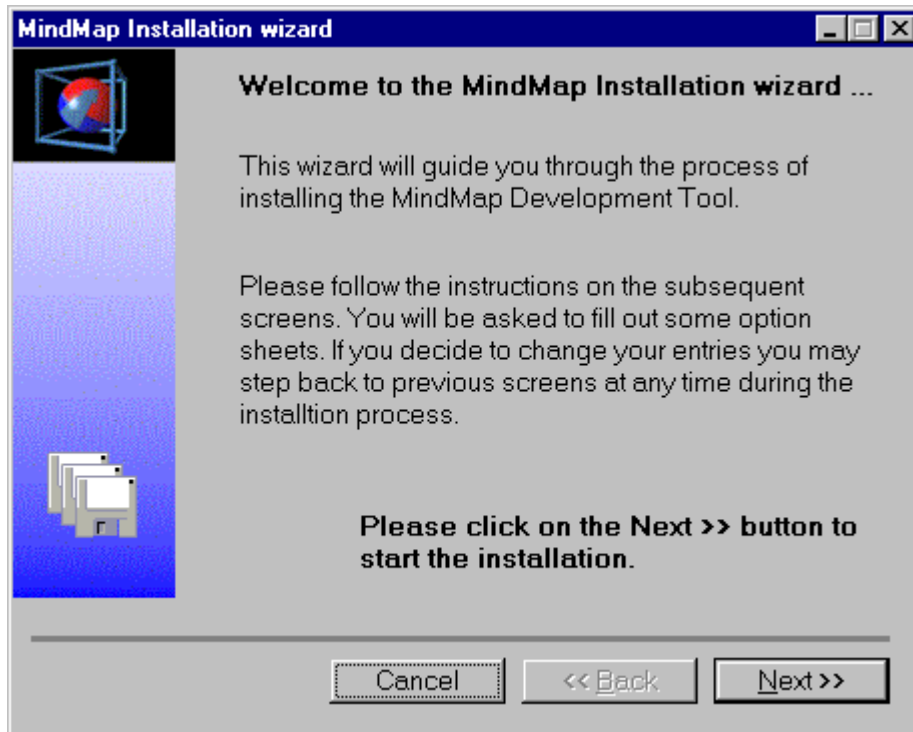 MindMap Installation wizard
Welcome to the MindMap Installation wizard ...
This wizard will guide you through the process of
installing the MindMap Development Tool.
Please follow the instructions on the subsequent
screens. You will be asked to fill out some option
sheets. If you decide to change your entries you may
step back to previous screens at any time during the
installtion process.
Please click on the Next >> button to
start the installation.
Cancel
<< Back
Next >>